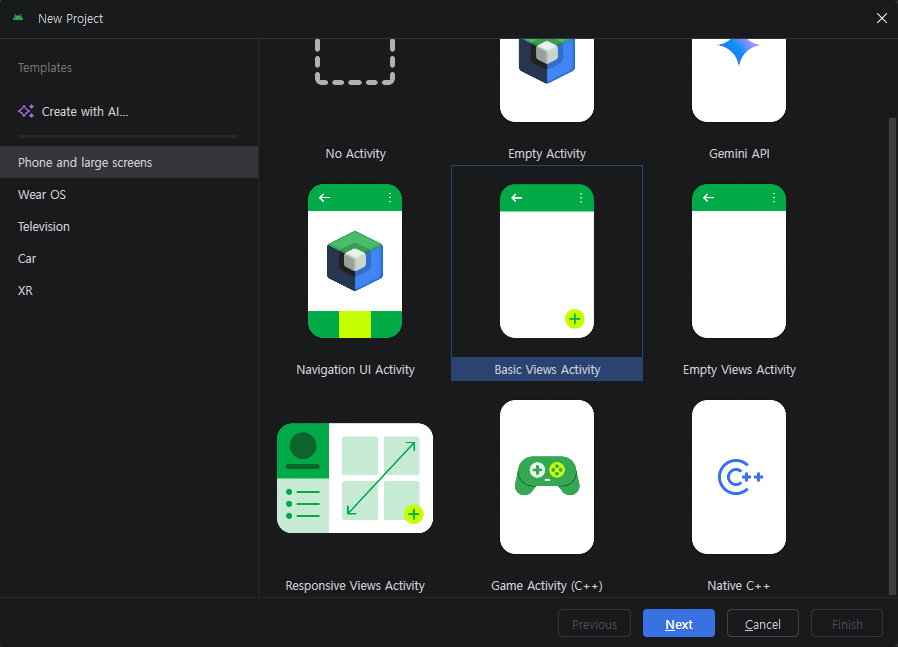 New Project
Templates
Create with AI...
Phone and large screens
Wear OS
Television
Car
XR
No Activity
Empty Activity
Gemini API
Navigation UI Activity
Basic Views Activity
Empty Views Activity
Responsive Views Activity
Game Activity (C++)
C++
Native C++
Previous
Next
Cancel
Finish